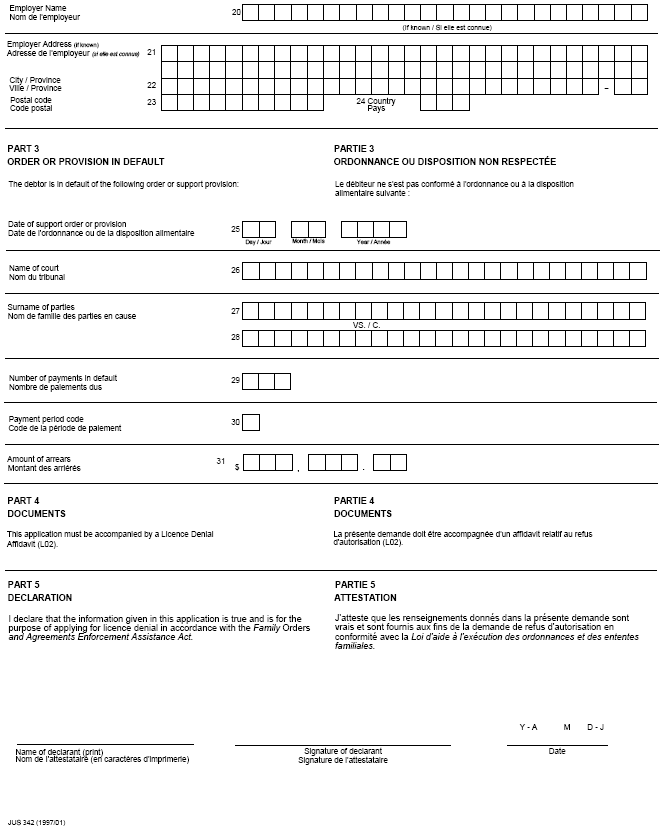 Employer Name
Nom de l'employeur
20
(If known / Si elle est connue)
Employer Address (if known)
Adresse de l'employeur (si elle est connue)
21
City / Province
Ville / Province
22
–
Postal code
Code postal
23
24 Country
Pays
PART 3
ORDER OR PROVISION IN DEFAULT
The debtor is in default of the following order or support provision:
PARTIE 3
ORDONNANCE OU DISPOSITION NON RESPECTÉE
Le débiteur ne s'est pas conformé à l'ordonnance ou à la disposition
alimentaire suivante :
Date of support order or provision
Date de l'ordonnance ou de la disposition alimentaire
25
Day / Jour
Month / Mois
Year / Année
Name of court
Nom du tribunal
26
Surname of parties
Nom de famille des parties en cause
27
VS. / C.
28
Number of payments in default
Nombre de paiements dus
29
Payment period code
Code de la période de paiement
30
Amount of arrears
Montant des arriérés
31
$ , .
PART 4
DOCUMENTS
This application must be accompanied by a Licence Denial
Affidavit (L02).
PARTIE 4
DOCUMENTS
La présente demande doit être accompagnée d'un affidavit relatif au refus
d'autorisation (L02).
PART 5
DECLARATION
I declare that the information given in this application is true and is for the
purpose of applying for licence denial in accordance with the Family Orders
and Agreements Enforcement Assistance Act.
PARTIE 5
ATTESTATION
J'atteste que les renseignements donnés dans la présente demande sont
vrais et sont fournis aux fins de la demande de refus d'autorisation en
conformité avec la Loi d'aide à l'exécution des ordonnances et des ententes
familiales.
Y - A M D - J
Name of declarant (print)
Nom de l'attestataire (en caractères d'imprimerie)
Signature of declarant
Signature de l'attestataire
Date
JUS 342 (1997/01)